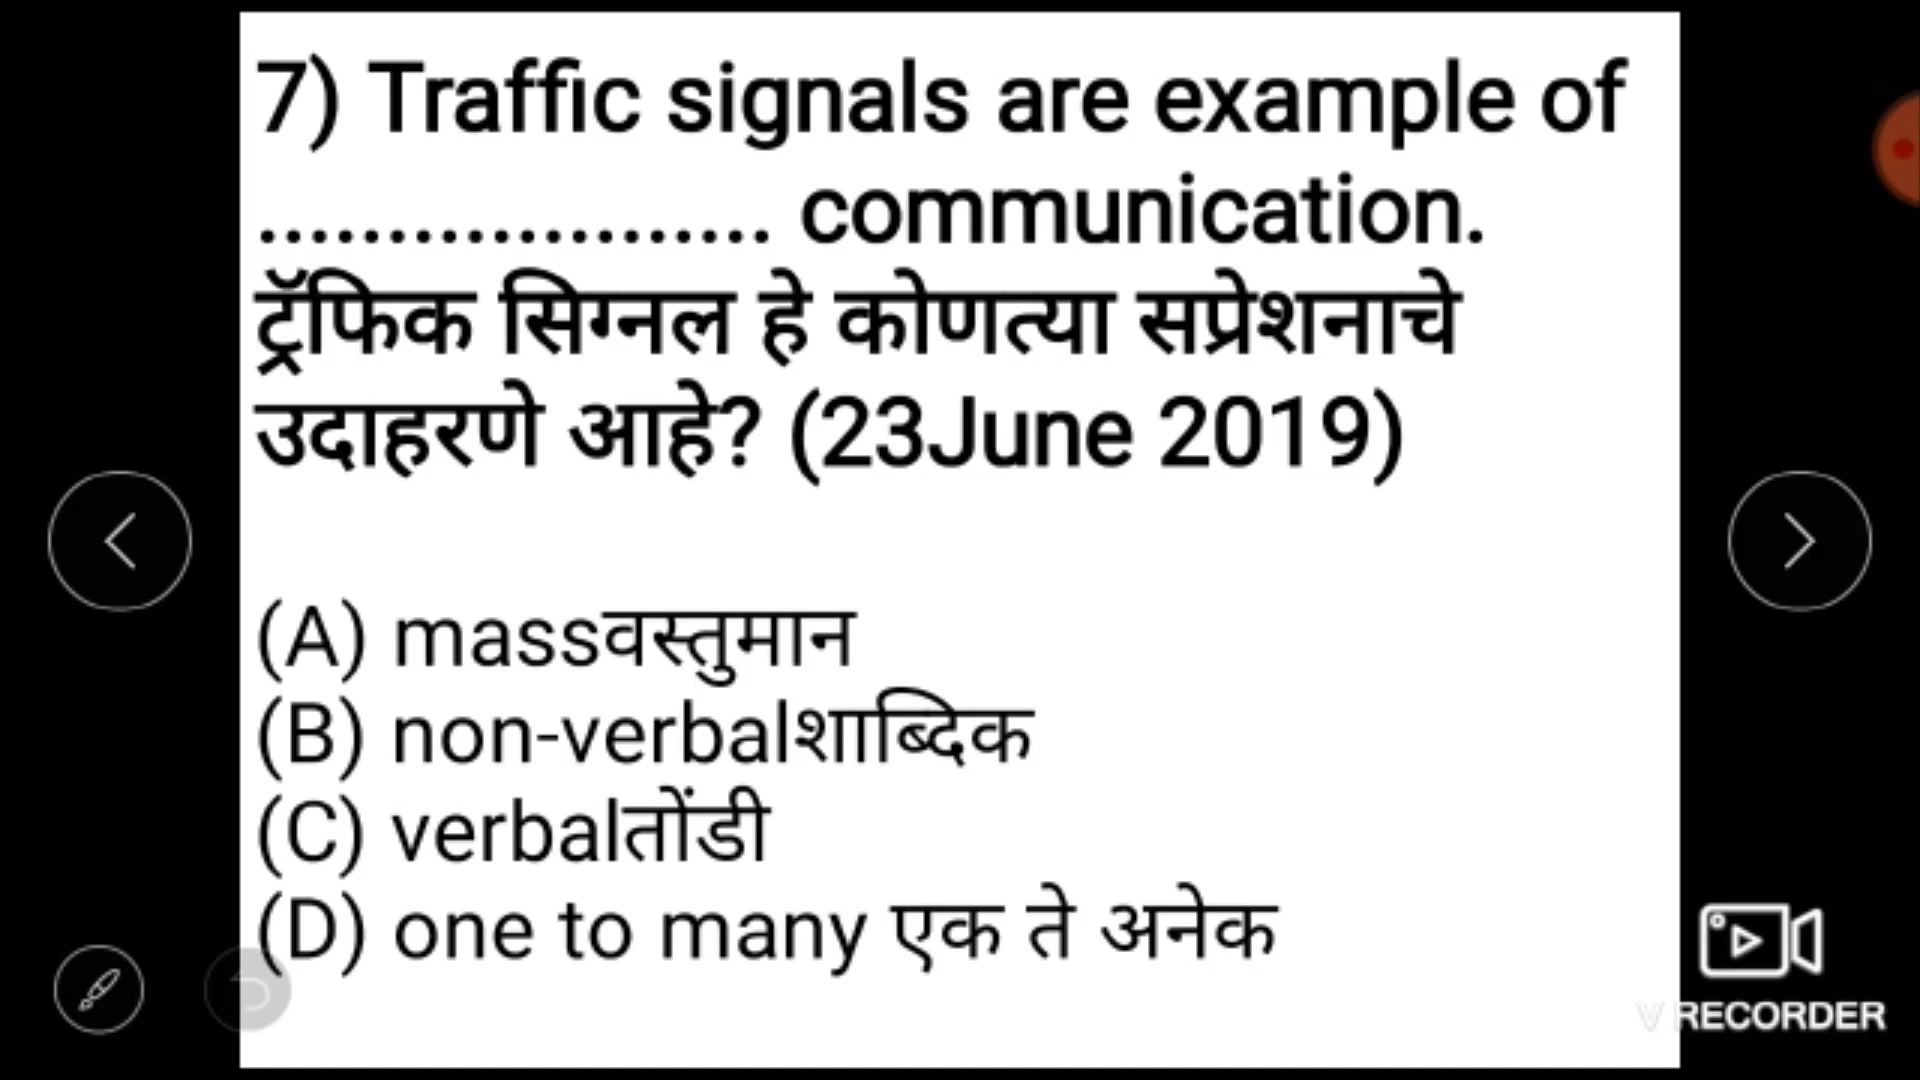 7) Traffic signals are example of
.................... communication.
ट्रॅफिक सिग्नल हे कोणत्या सप्रेशनाचे
उदाहरणे आहे? (23June 2019)
(A) massवस्तुमान
(B) non-verbalशाब्दिक
(C) verbalतोंडी
(D) one to many एक ते अनेक
V RECORDER